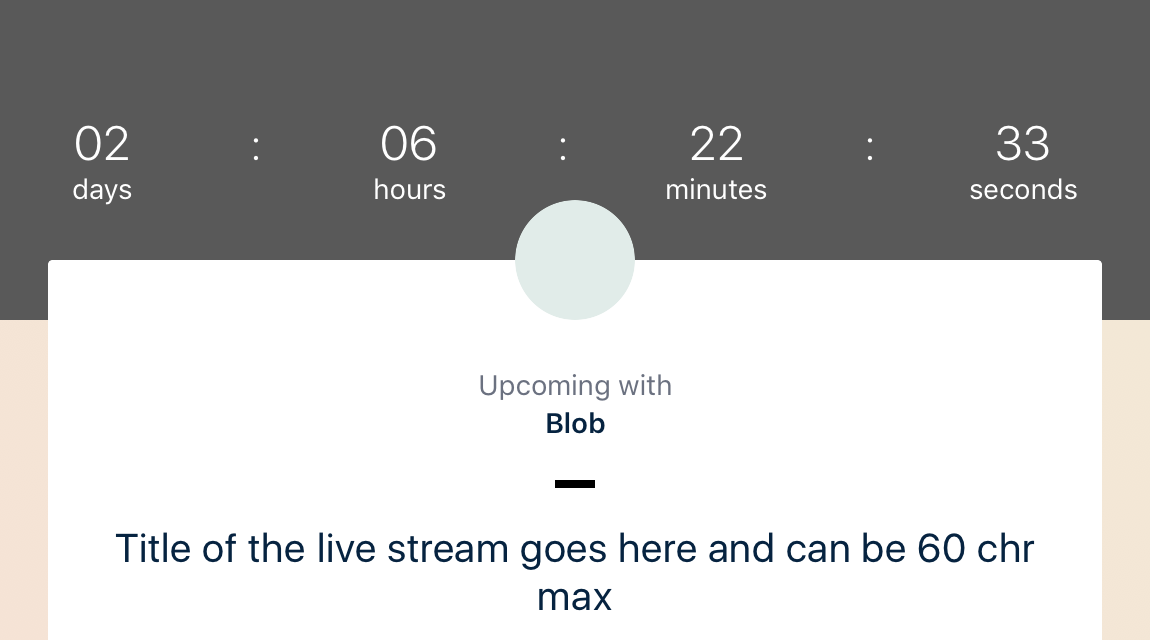 02 : 06 : 22 : 33
days hours minutes seconds
Upcoming with
Blob
Title of the live stream goes here and can be 60 chr
max